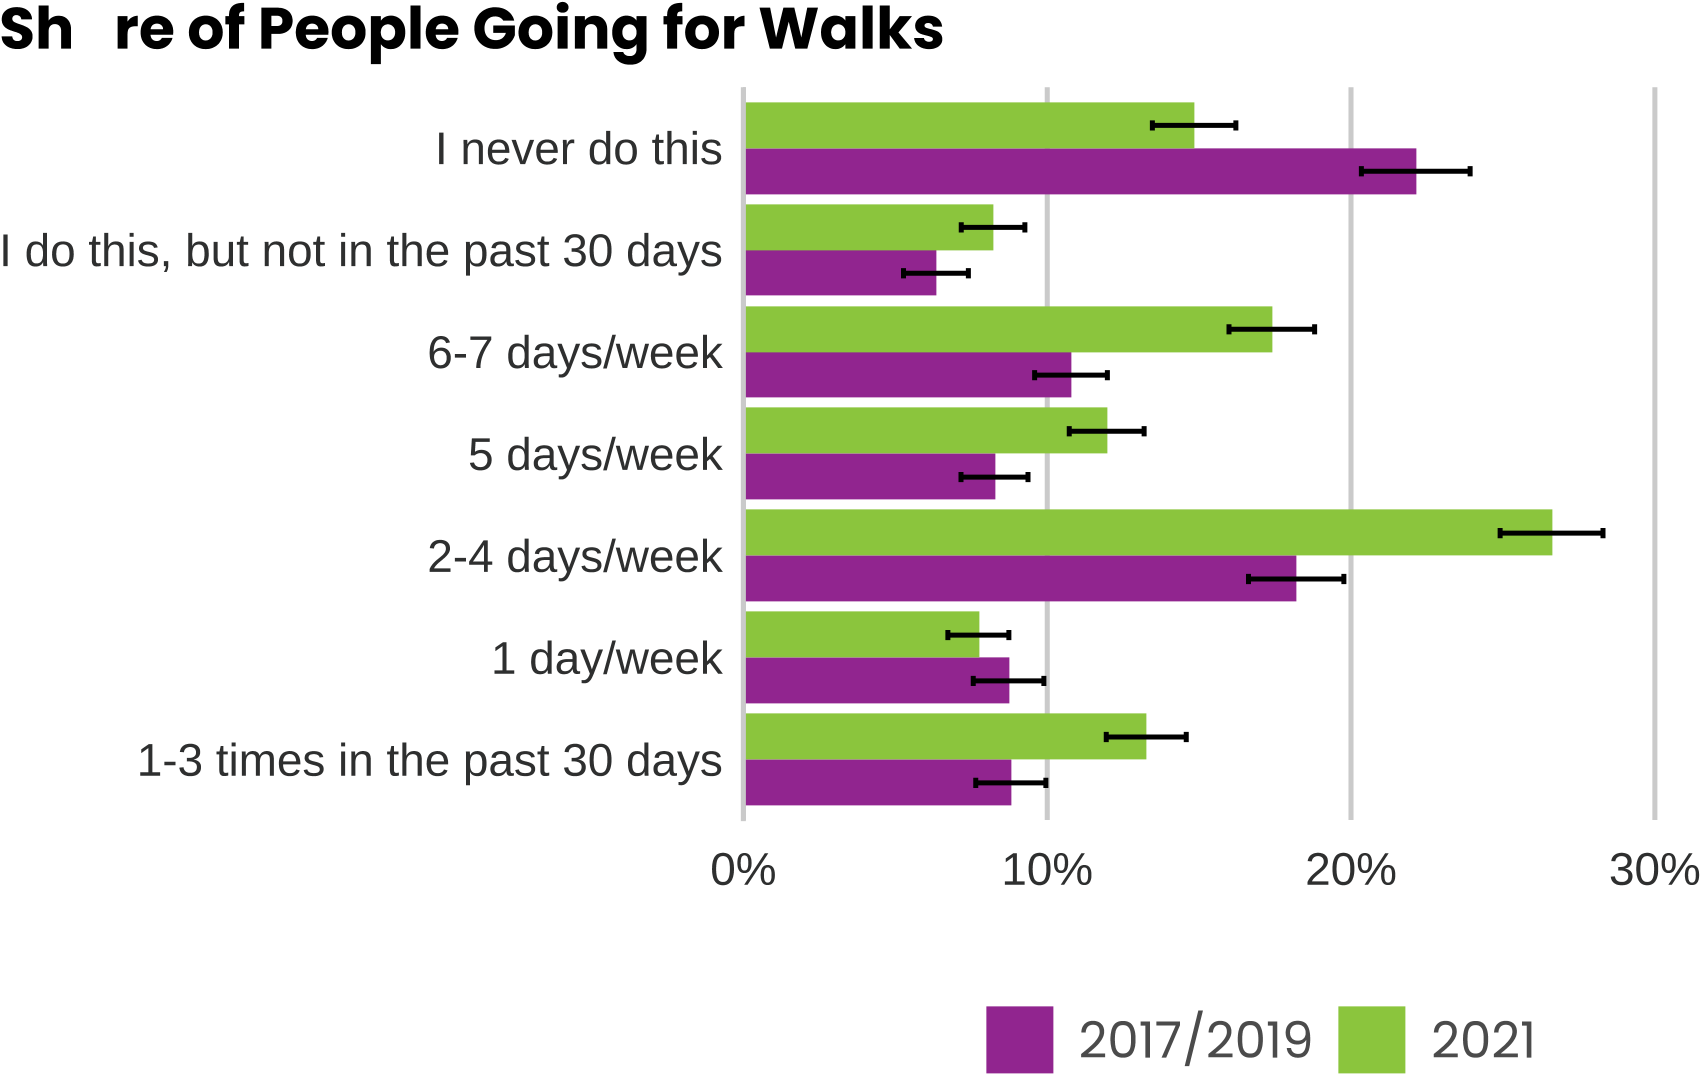 Sh re of People Going for Walks
I never do this
I do this, but not in the past 30 days
6-7 days/week
5 days/week
2-4 days/week
1 day/week
1-3 times in the past 30 days
0% 10% 20% 30%
2017/2019 2021